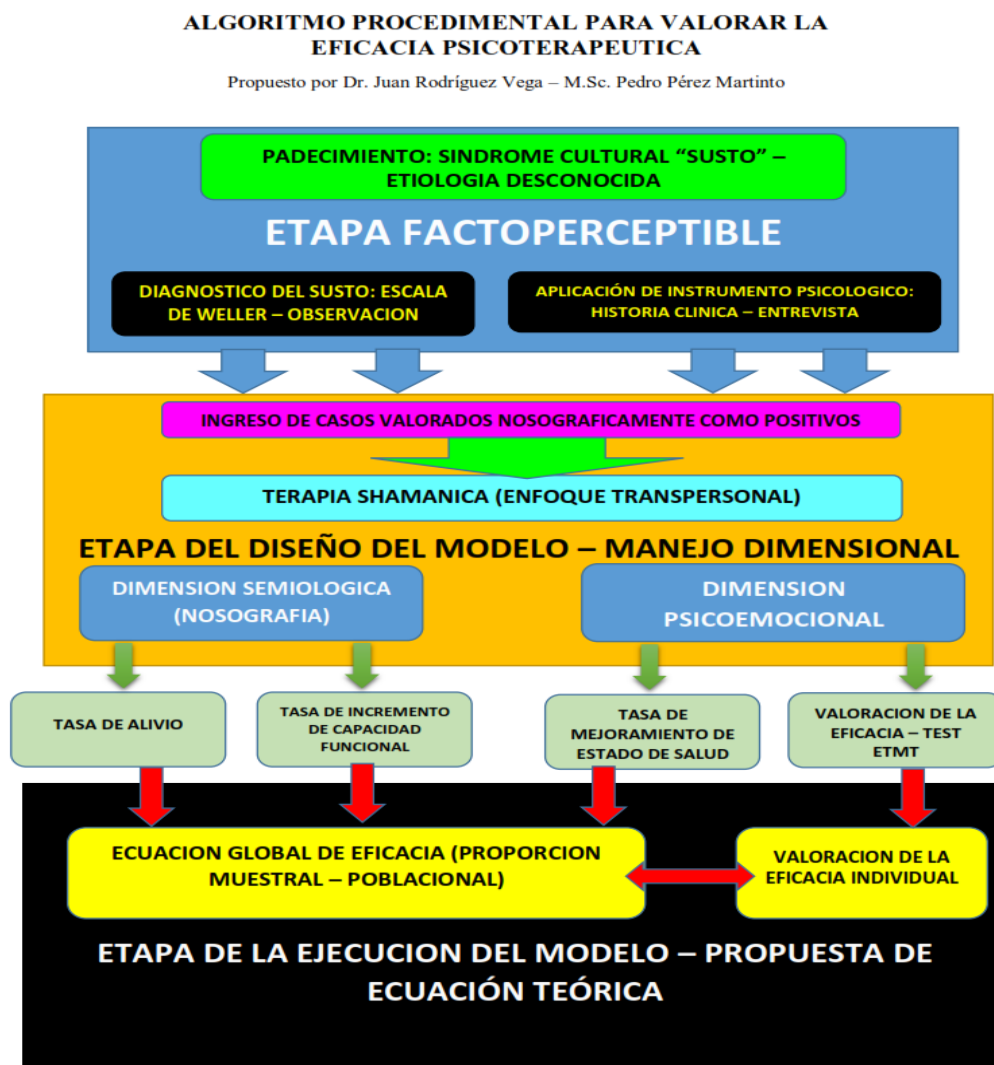 ALGORITMO PROCEDIMENTAL PARA VALORAR LA
EFICACIA PSICOTERAPEUTICA
Propuesto por Dr. Juan Rodríguez Vega – M.Sc. Pedro Pérez Martinto
PADECIMIENTO: SINDROME CULTURAL “SUSTO” –
ETIOLOGIA DESCONOCIDA
ETAPA FACTOPERCEPTIBLE
DIAGNOSTICO DEL SUSTO: ESCALA
DE WELLER – OBSERVACION
APLICACIÓN DE INSTRUMENTO PSICOLOGICO:
HISTORIA CLINICA – ENTREVISTA
INGRESO DE CASOS VALORADOS NOSOGRAFICAMENTE COMO POSITIVOS
TERAPIA SHAMANICA (ENFOQUE TRANSPERSONAL)
ETAPA DEL DISEÑO DEL MODELO – MANEJO DIMENSIONAL
DIMENSION SEMIOLOGICA
(NOSOGRAFIA)
DIMENSION
PSICOEMOCIONAL
TASA DE ALIVIO
TASA DE INCREMENTO
DE CAPACIDAD
FUNCIONAL
TASA DE
MEJORAMIENTO DE
ESTADO DE SALUD
VALORACION DE LA
EFICACIA – TEST
ETMT
ECUACION GLOBAL DE EFICACIA (PROPORCION
MUESTRAL – POBLACIONAL)
VALORACION DE LA
EFICACIA INDIVIDUAL
ETAPA DE LA EJECUCION DEL MODELO – PROPUESTA DE
ECUACIÓN TEÓRICA